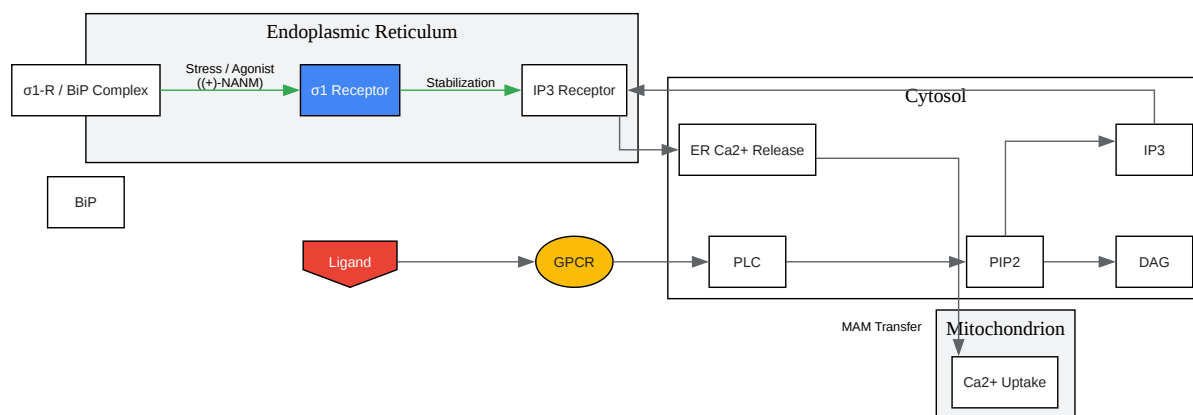 Endoplasmic Reticulum
σ1-R / BiP Complex
Stress / Agonist
((+)-NANM)
σ1 Receptor
Stabilization
IP3 Receptor
Cytosol
ER Ca2+ Release
IP3
BiP
Ligand
GPCR
PLC
PIP2
DAG
MAM Transfer
Mitochondrion
Ca2+ Uptake